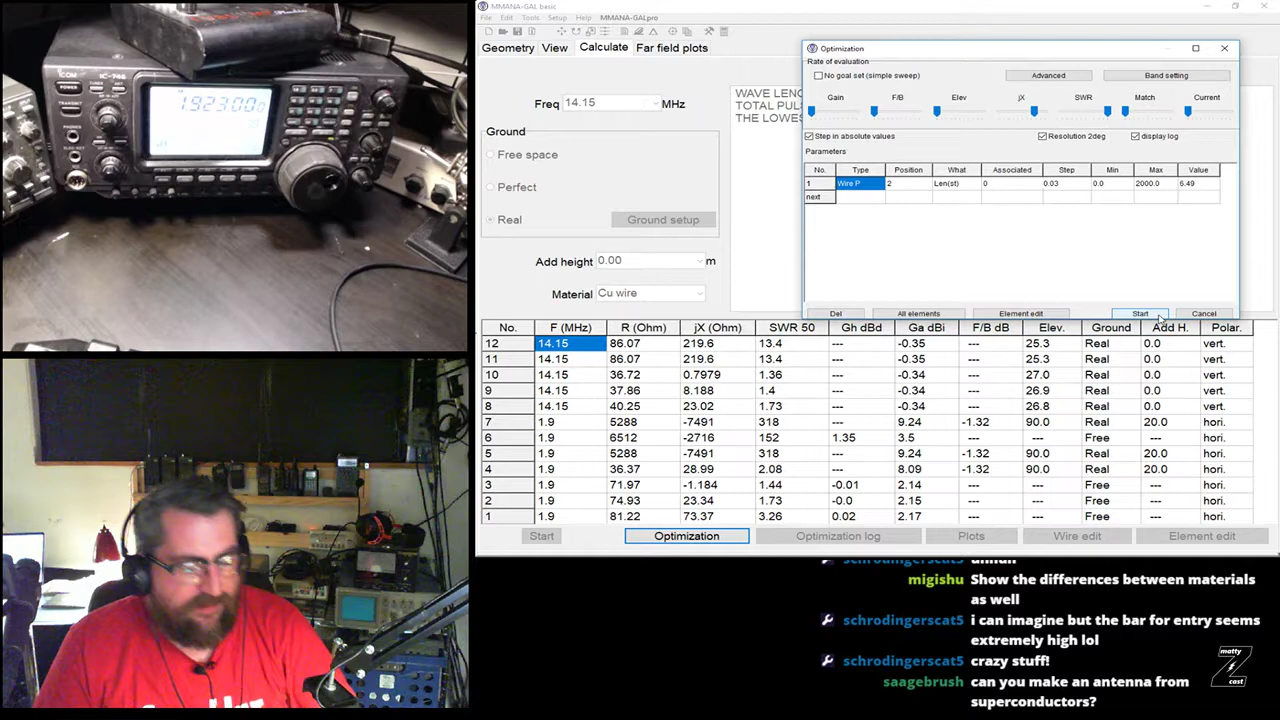 MMANA-GAL basic
File Edit Tools Setup Help MMANA-GALpro
Geometry View Calculate Far field plots
Freq 14.15 MHz
Ground
Free space
Perfect
Real Ground setup
Add height 0.00 m
Material Cu wire
WAVE LENG
TOTAL PULS
THE LOWES
Optimization
Rate of evaluation
No goal set (simple sweep) Advanced Band setting
Gain F/B Elev jX SWR Match Current
Step in absolute values Resolution 2deg display log
Parameters
No. Type Position What Associated Step Min Max Value
1 Wire P 2 Len(st) 0 0.03 0.0 2000.0 6.49
next
Del All elements Element edit Start Cancel
No. F (MHz) R (Ohm) jX (Ohm) SWR 50 Gh dBd Ga dBi F/B dB Elev. Ground Add H. Polar.
12 14.15 86.07 219.6 13.4 --- -0.35 --- 25.3 Real 0.0 vert.
11 14.15 86.07 219.6 13.4 --- -0.35 --- 25.3 Real 0.0 vert.
10 14.15 36.72 0.7979 1.36 --- -0.34 --- 27.0 Real 0.0 vert.
9 14.15 37.86 8.188 1.4 --- -0.34 --- 26.9 Real 0.0 vert.
8 14.15 40.25 23.02 1.73 --- -0.34 --- 26.8 Real 0.0 vert.
7 1.9 5288 -7491 318 --- 9.24 -1.32 90.0 Real 20.0 hori.
6 1.9 6512 -2716 152 1.35 3.5 --- --- Free --- hori.
5 1.9 5288 -7491 318 --- 9.24 -1.32 90.0 Real 20.0 hori.
4 1.9 36.37 28.99 2.08 --- 8.09 -1.32 90.0 Real 20.0 hori.
3 1.9 71.97 -1.184 1.44 -0.01 2.14 --- --- Free --- hori.
2 1.9 74.93 23.34 1.73 -0.0 2.15 --- --- Free --- hori.
1 1.9 81.22 73.37 3.26 0.02 2.17 --- --- Free --- hori.
Start Optimization Optimization log Plots Wire edit Element edit
migishu Show the differences between materials
as well
schrodingerscat5 i can imagine but the bar for entry seems
extremely high lol
schrodingerscat5 crazy stuff!
saagebrush can you make an antenna from
superconductors?
matty
Z
cast
ICOM IC-746
POWER
TRANSMIT
PHONES